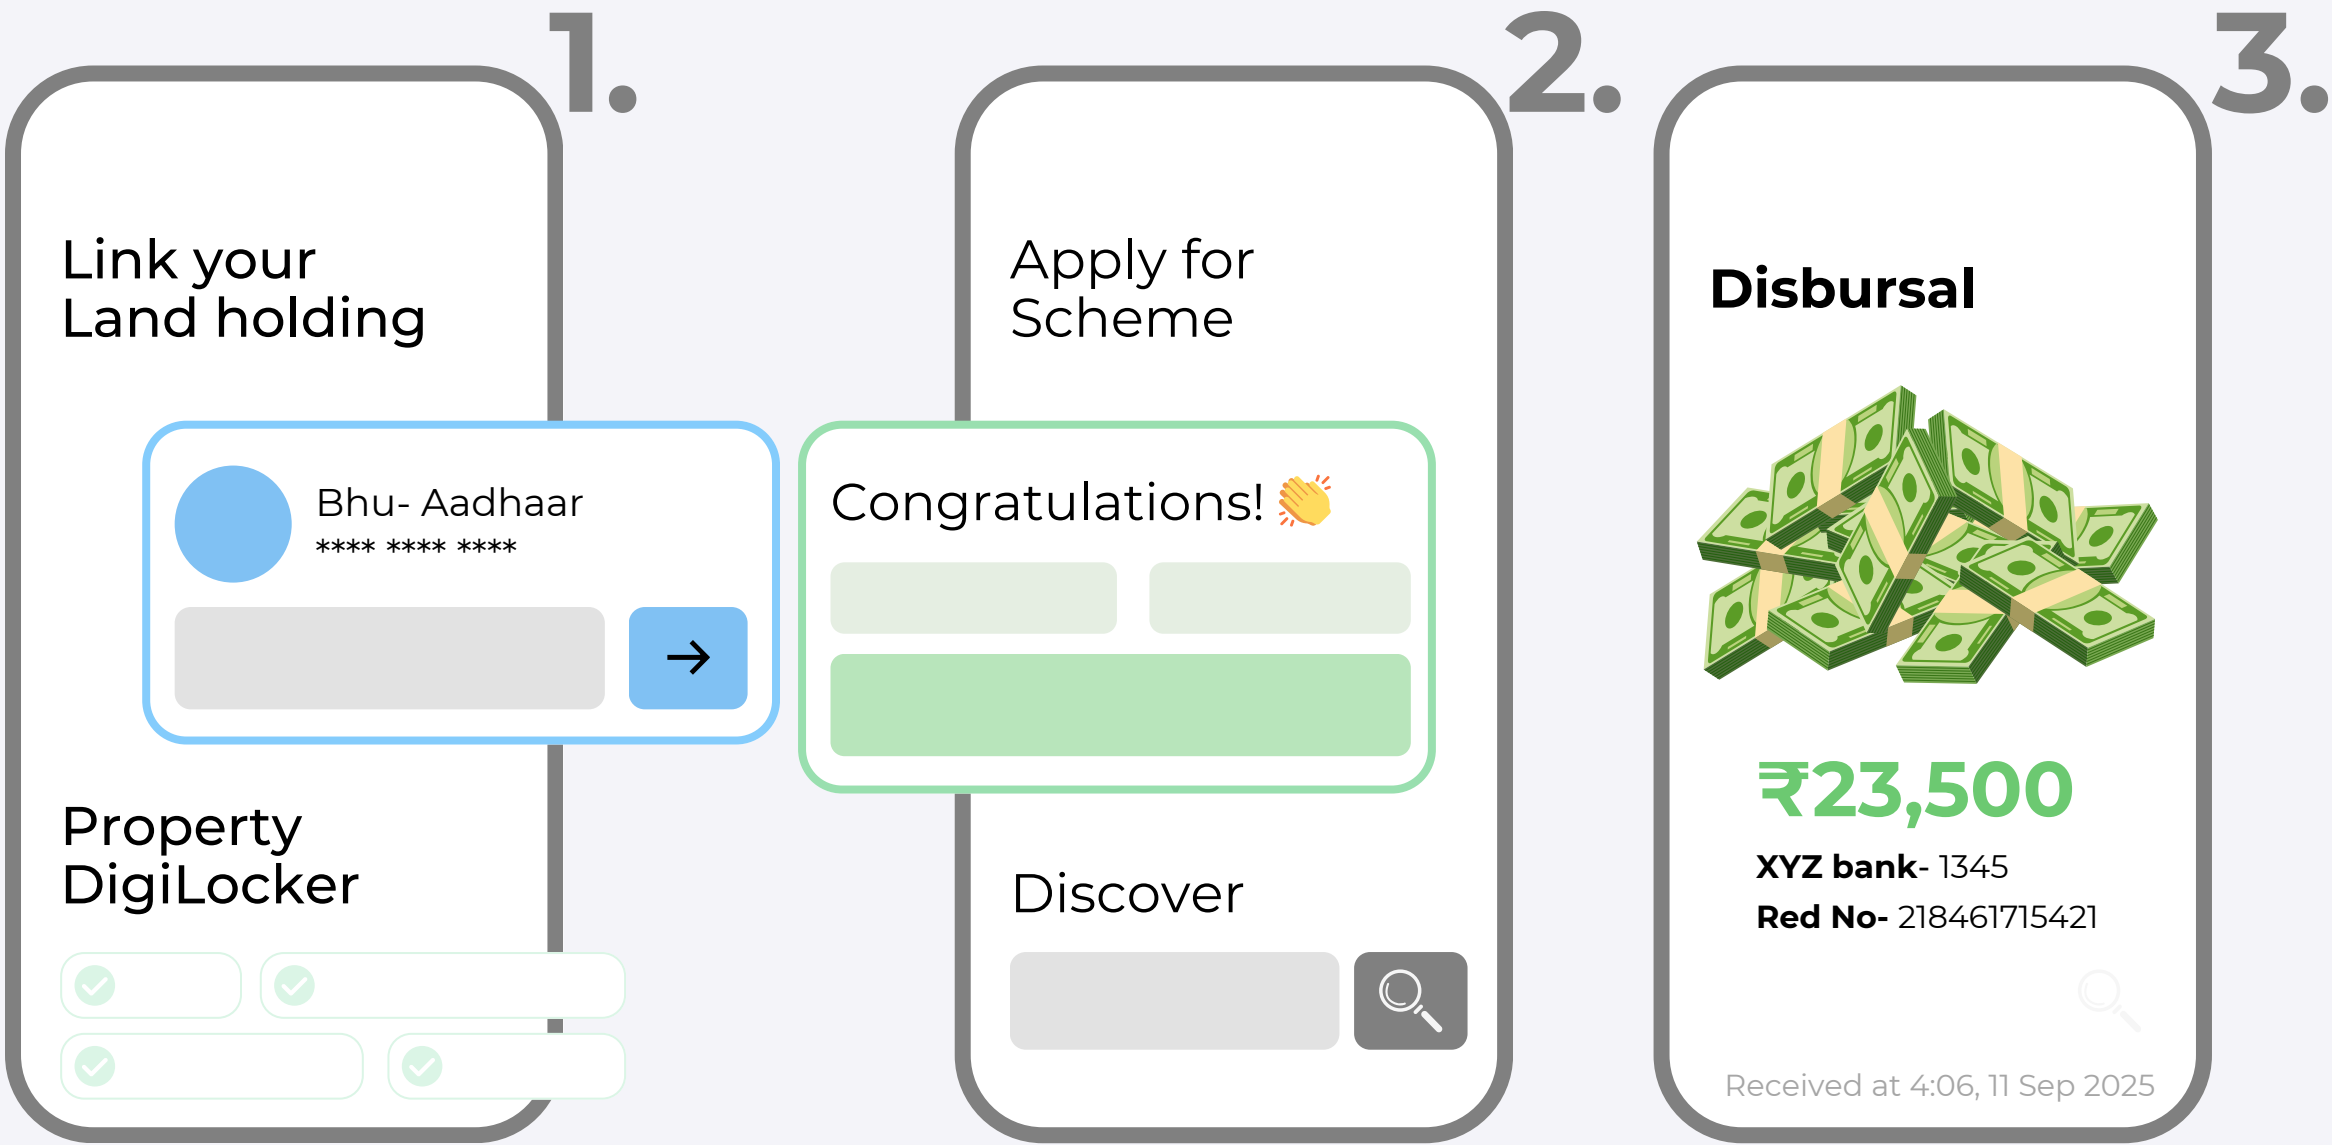 1.
Link your
Land holding
Bhu- Aadhaar
**** **** ****
Property
DigiLocker
2.
Apply for
Scheme
Congratulations! 👏
Discover
3.
Disbursal
₹23,500
XYZ bank- 1345
Red No- 218461715421
Received at 4:06, 11 Sep 2025